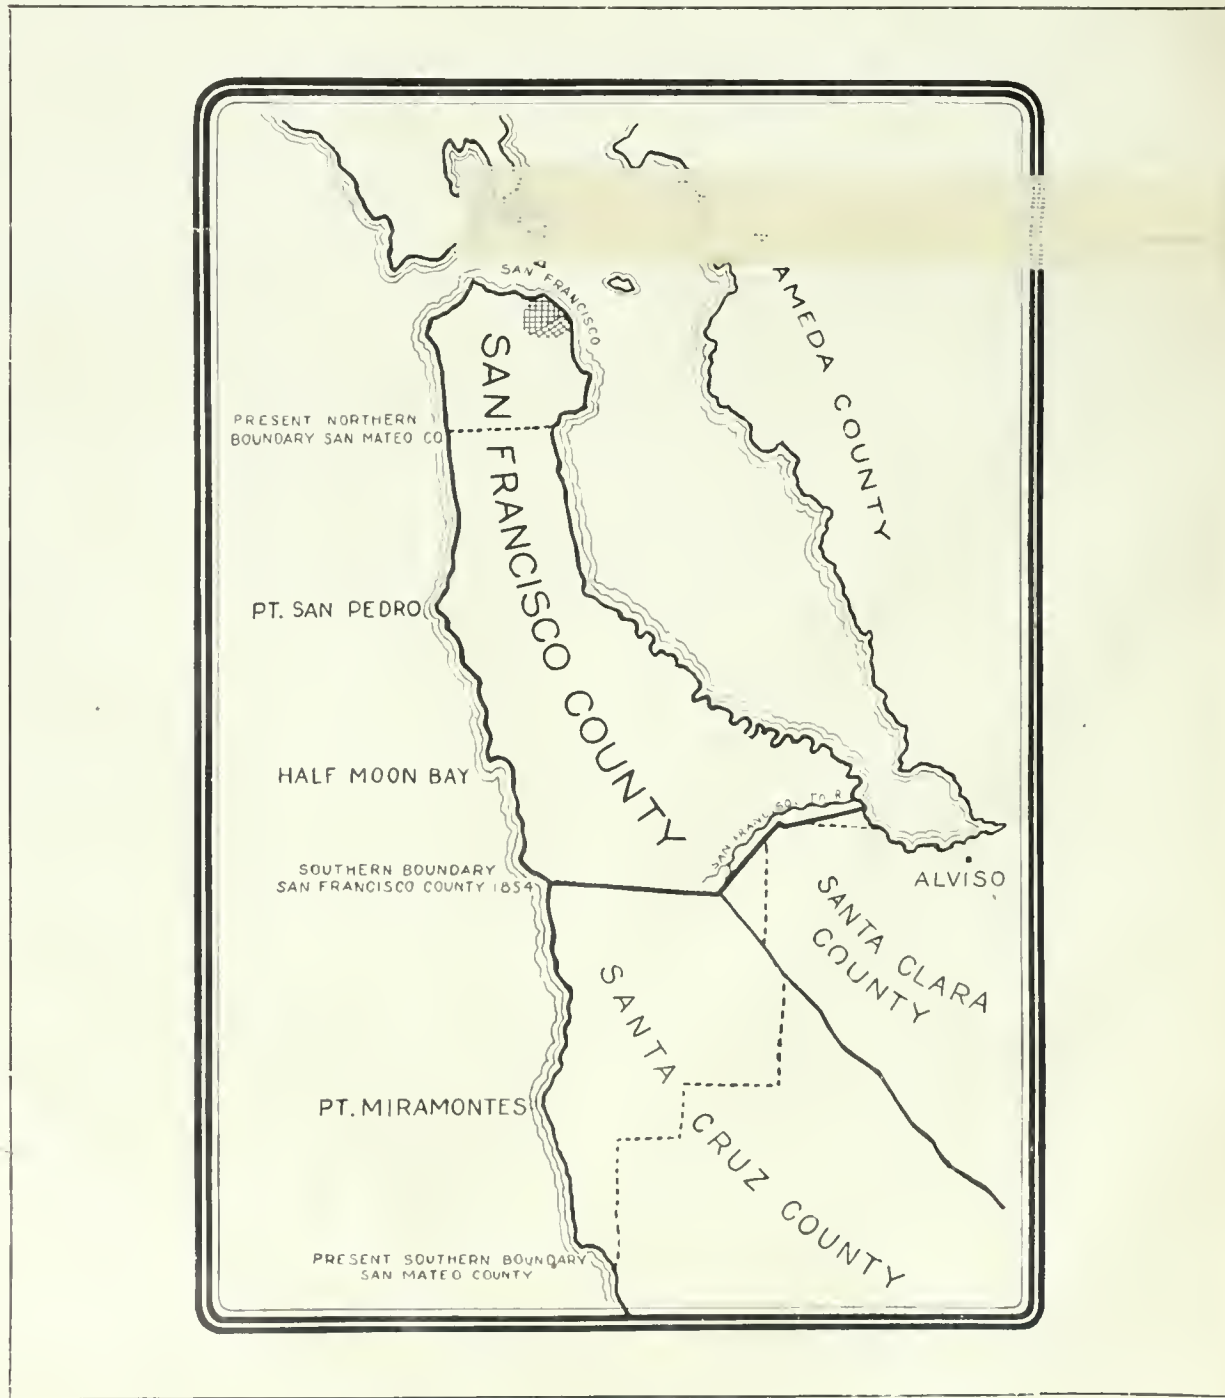 SAN FRANCISCO
AMEDA COUNTY
SAN FRANCISCO COUNTY
PRESENT NORTHERN
BOUNDARY SAN MATEO CO
PT. SAN PEDRO
HALF MOON BAY
SAN FRANCISQUITO R
SOUTHERN BOUNDARY
SAN FRANCISCO COUNTY 1854
ALVISO
SANTA CLARA
COUNTY
SANTA CRUZ COUNTY
PT. MIRAMONTES
PRESENT SOUTHERN BOUNDARY
SAN MATEO COUNTY